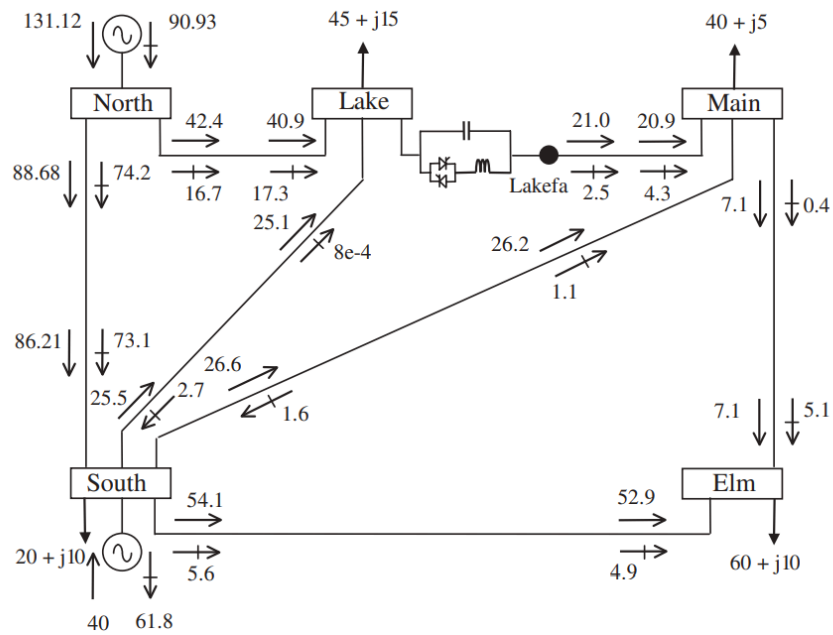 131.12
90.93
45 + j15
40 + j5
North
Lake
Main
42.4
40.9
21.0
20.9
88.68
74.2
16.7
17.3
Lakefa
2.5
4.3
7.1
0.4
25.1
8e-4
26.2
1.1
86.21
73.1
26.6
25.5
2.7
1.6
7.1
5.1
South
Elm
54.1
52.9
20 + j10
5.6
4.9
60 + j10
40
61.8